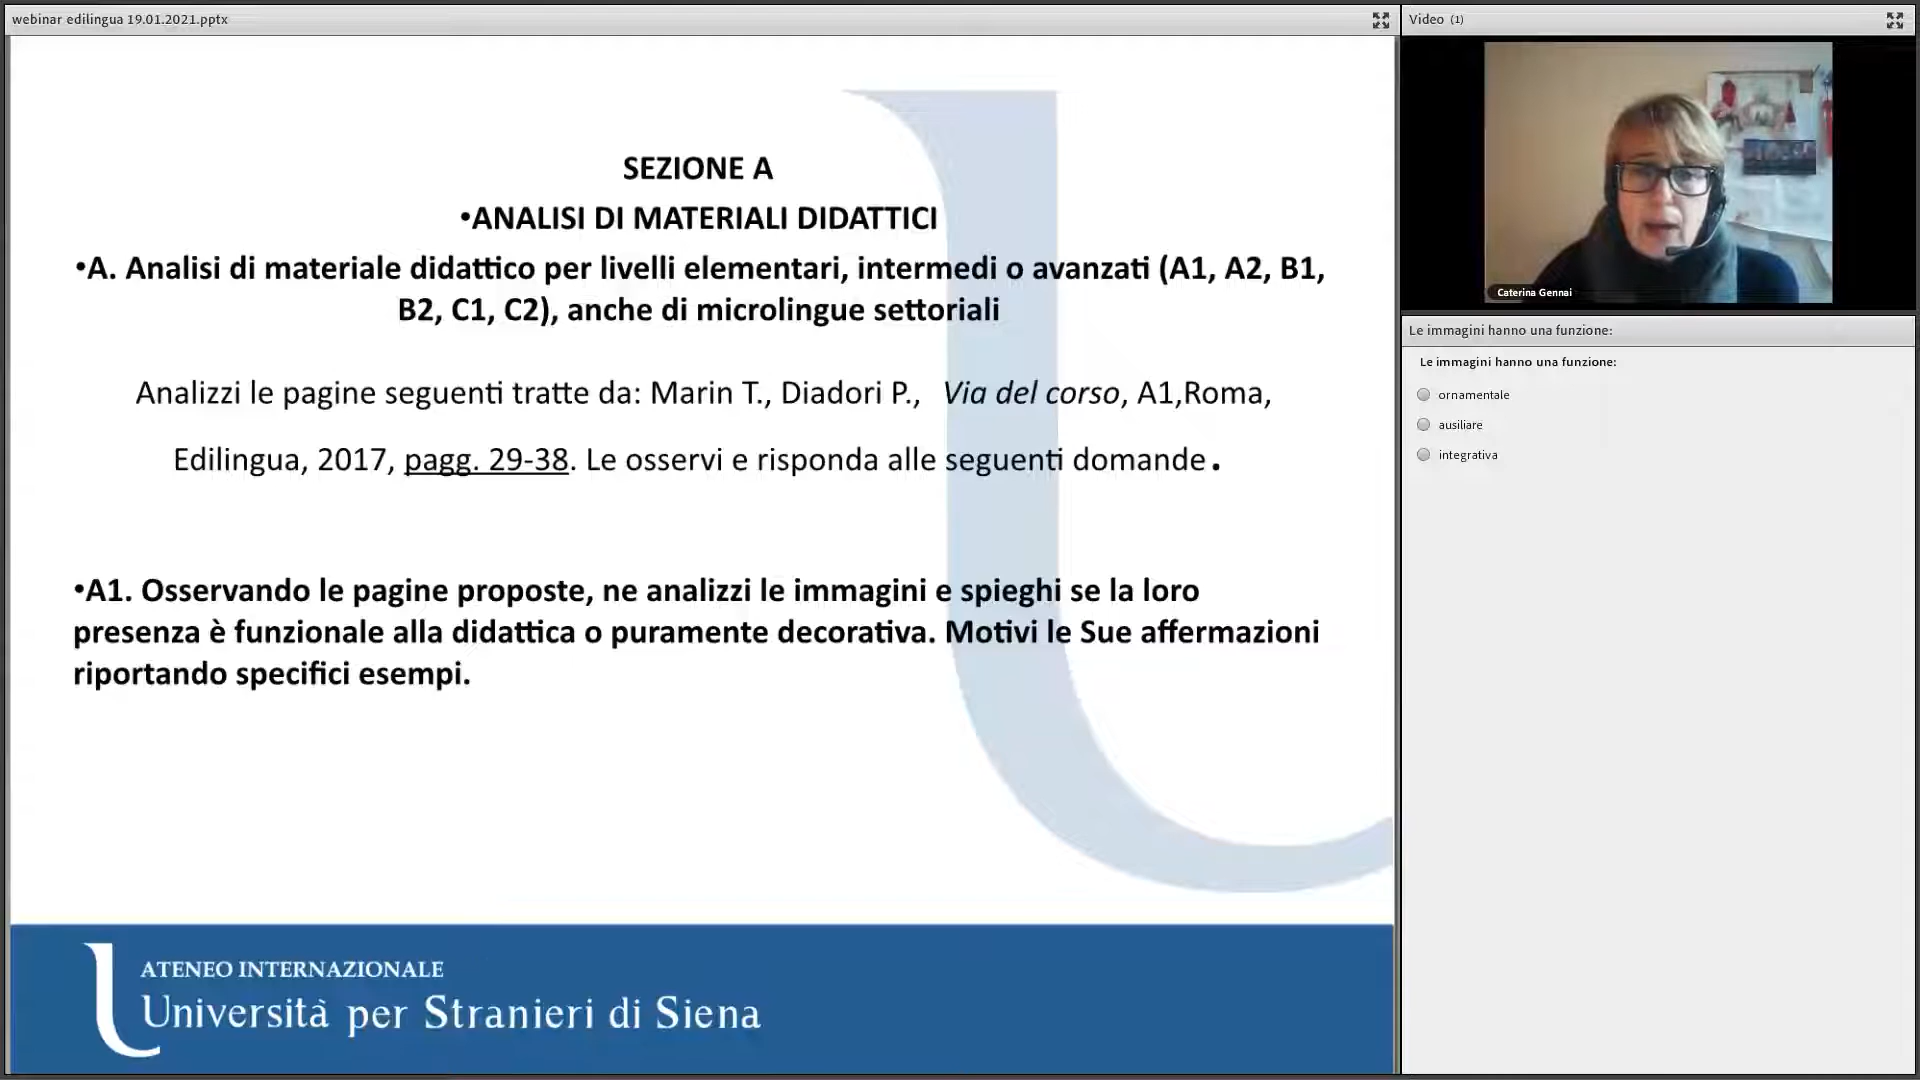 webinar edilingua 19.01.2021.pptx
SEZIONE A
•ANALISI DI MATERIALI DIDATTICI
•A. Analisi di materiale didattico per livelli elementari, intermedi o avanzati (A1, A2, B1,
B2, C1, C2), anche di microlingue settoriali
Analizzi le pagine seguenti tratte da: Marin T., Diadori P., Via del corso, A1,Roma,
Edilingua, 2017, pagg. 29-38. Le osservi e risponda alle seguenti domande.
•A1. Osservando le pagine proposte, ne analizzi le immagini e spieghi se la loro
presenza è funzionale alla didattica o puramente decorativa. Motivi le Sue affermazioni
riportando specifici esempi.
ATENEO INTERNAZIONALE
Università per Stranieri di Siena
Video (1)
Caterina Gennai
Le immagini hanno una funzione:
Le immagini hanno una funzione:
ornamentale
ausiliare
integrativa